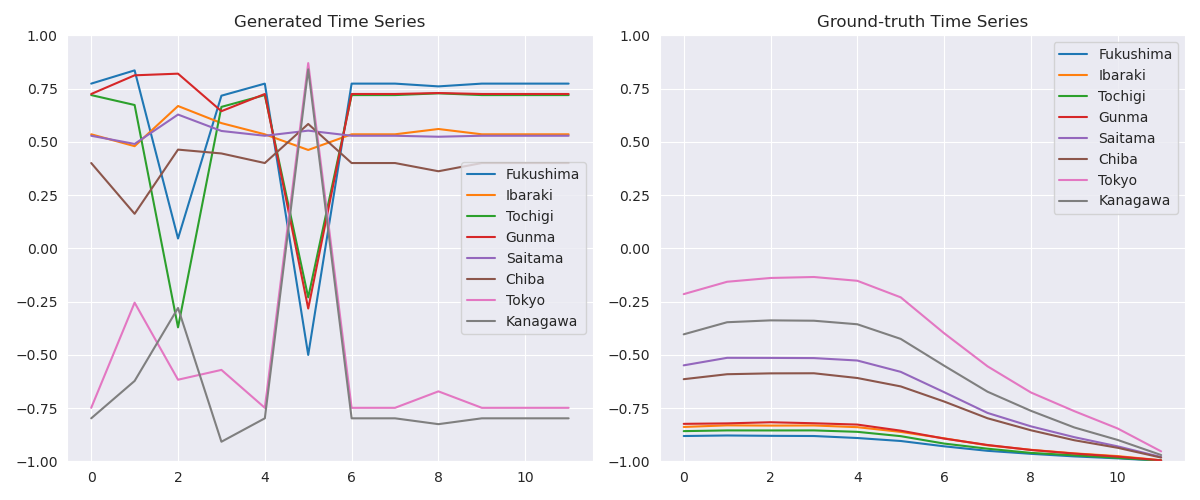 Generated Time Series
1.00
0.75
0.50
0.25
0.00
−0.25
−0.50
−0.75
−1.00
0 2 4 6 8 10
Fukushima
Ibaraki
Tochigi
Gunma
Saitama
Chiba
Tokyo
Kanagawa
Ground-truth Time Series
1.00
0.75
0.50
0.25
0.00
−0.25
−0.50
−0.75
−1.00
0 2 4 6 8 10
Fukushima
Ibaraki
Tochigi
Gunma
Saitama
Chiba
Tokyo
Kanagawa